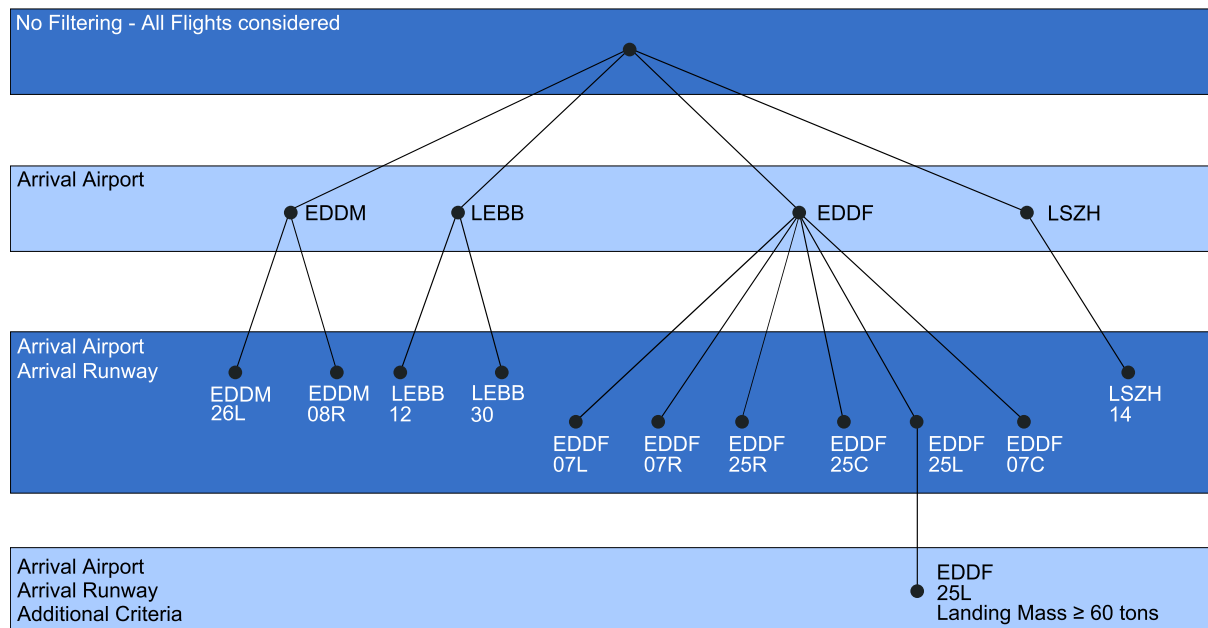 No Filtering - All Flights considered
Arrival Airport
EDDM
LEBB
EDDF
LSZH
Arrival Airport
Arrival Runway
EDDM
26L
EDDM
08R
LEBB
12
LEBB
30
EDDF
07L
EDDF
07R
EDDF
25R
EDDF
25C
EDDF
25L
EDDF
07C
LSZH
14
Arrival Airport
Arrival Runway
Additional Criteria
EDDF
25L
Landing Mass ≥ 60 tons